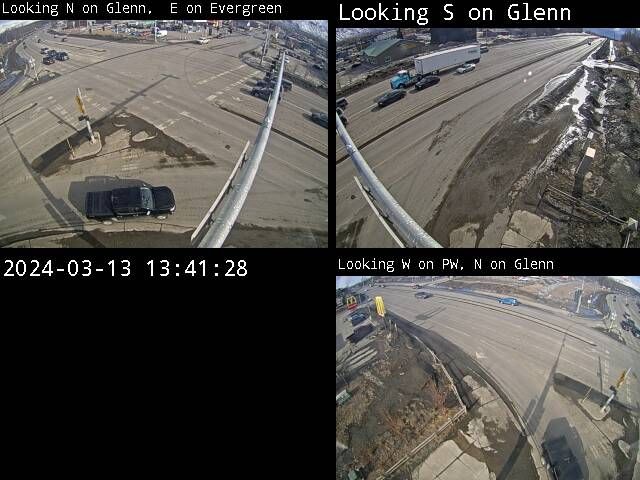 Looking N on Glenn,  E on Evergreen
Looking S on Glenn
2024-03-13 13:41:28
Looking W on PW, N on Glenn